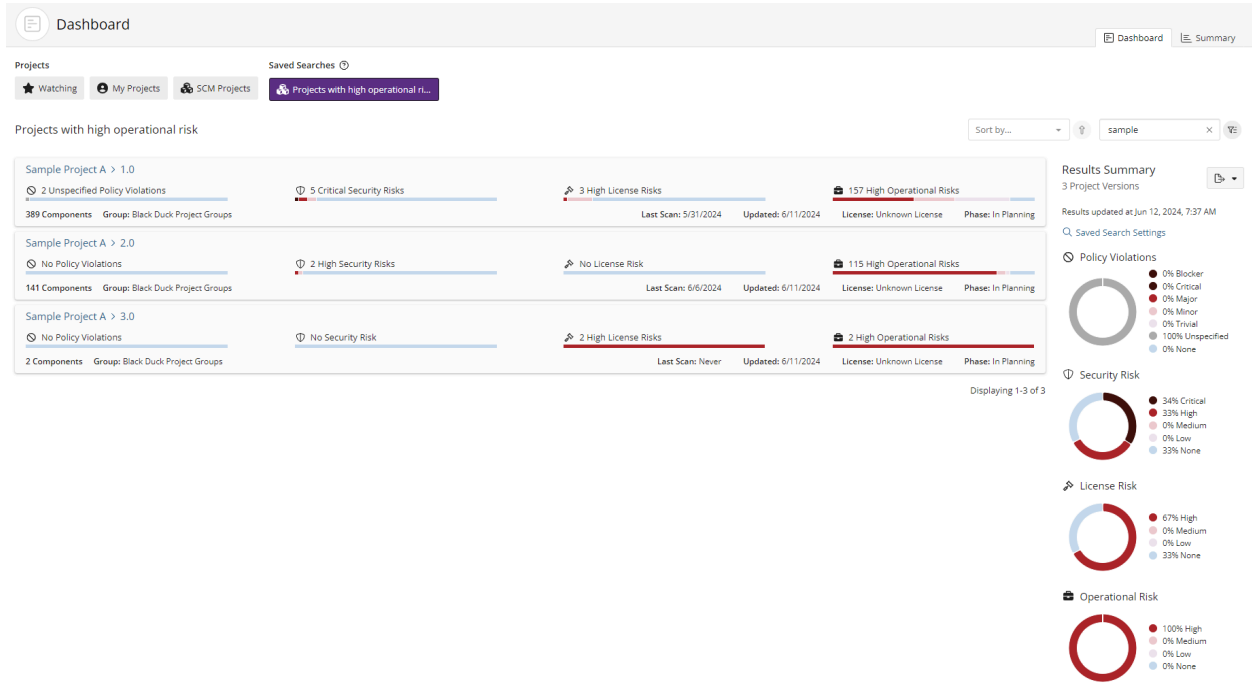 Dashboard
Dashboard
Summary
Projects
Saved Searches
Watching
My Projects
SCM Projects
Projects with high operational ri...
Projects with high operational risk
Sort by...
sample
Sample Project A > 1.0
2 Unspecified Policy Violations
5 Critical Security Risks
3 High License Risks
157 High Operational Risks
389 Components Group: Black Duck Project Groups
Last Scan: 5/31/2024 Updated: 6/11/2024 License: Unknown License Phase: In Planning
Sample Project A > 2.0
No Policy Violations
2 High Security Risks
No License Risk
115 High Operational Risks
141 Components Group: Black Duck Project Groups
Last Scan: 6/6/2024 Updated: 6/11/2024 License: Unknown License Phase: In Planning
Sample Project A > 3.0
No Policy Violations
No Security Risk
2 High License Risks
2 High Operational Risks
2 Components Group: Black Duck Project Groups
Last Scan: Never Updated: 6/11/2024 License: Unknown License Phase: In Planning
Displaying 1-3 of 3
Results Summary
3 Project Versions
Results updated at Jun 12, 2024, 7:37 AM
Saved Search Settings
Policy Violations
0% Blocker
0% Critical
0% Major
0% Minor
0% Trivial
100% Unspecified
0% None
Security Risk
34% Critical
33% High
0% Medium
0% Low
33% None
License Risk
67% High
0% Medium
0% Low
33% None
Operational Risk
100% High
0% Medium
0% Low
0% None